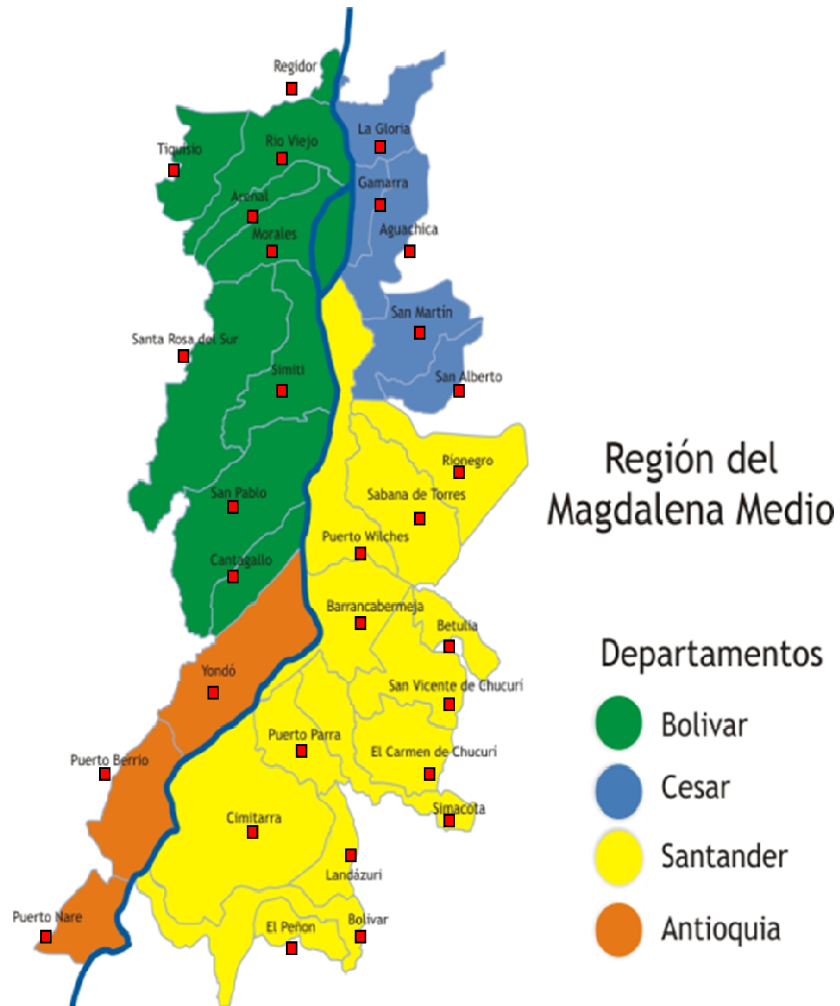 Regidor
La Gloria
Rio Viejo
Tiquisio
Gamarra
Arenal
Aguachica
Morales
San Martín
Santa Rosa del Sur
Simiti
San Alberto
Ríonegro
San Pablo
Sabana de Torres
Puerto Wilches
Cantagallo
Barrancabermeja
Betulia
Yondó
San Vicente de Chucurí
Puerto Parra
El Carmen de Chucurí
Puerto Berrio
Simacota
Cimitarra
Landázuri
Puerto Nare
El Peñon
Bolivar
Región del
Magdalena Medio
Departamentos
Bolivar
Cesar
Santander
Antioquia